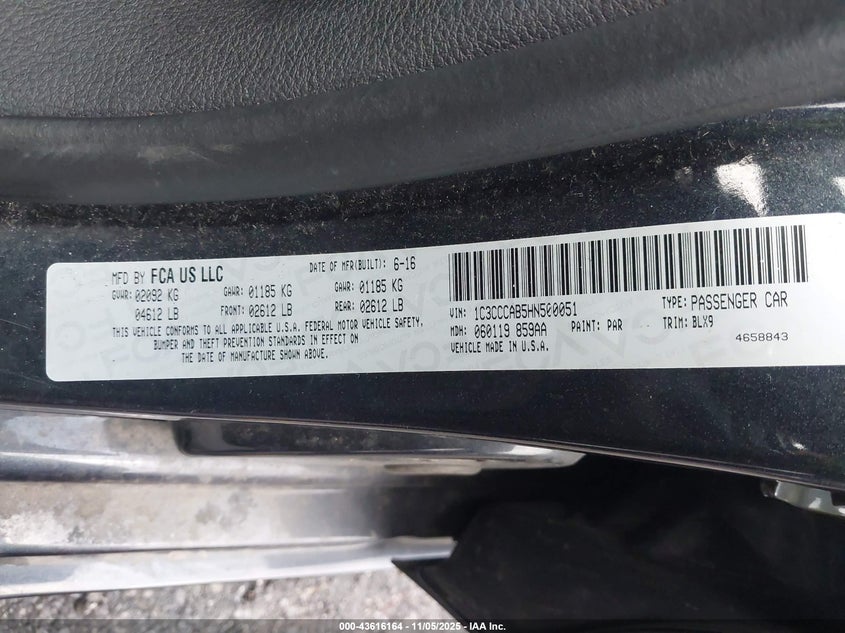 MFD BY FCA US LLC
DATE OF MFR(BUILT): 6-16
GVWR: 02092 KG
GAWR: 01185 KG
GAWR: 01185 KG
04612 LB
FRONT: 02612 LB
REAR: 02612 LB
THIS VEHICLE CONFORMS TO ALL APPLICABLE U.S.A. FEDERAL MOTOR VEHICLE SAFETY,
BUMPER AND THEFT PREVENTION STANDARDS IN EFFECT ON
THE DATE OF MANUFACTURE SHOWN ABOVE.
VIN: 1C3CCCAB5HN500051
TYPE: PASSENGER CAR
MDH: 060119 859AA
PAINT: PAR
TRIM: BLX9
VEHICLE MADE IN U.S.A.
4658843
000-43616164 - 11/05/2025 - IAA Inc.